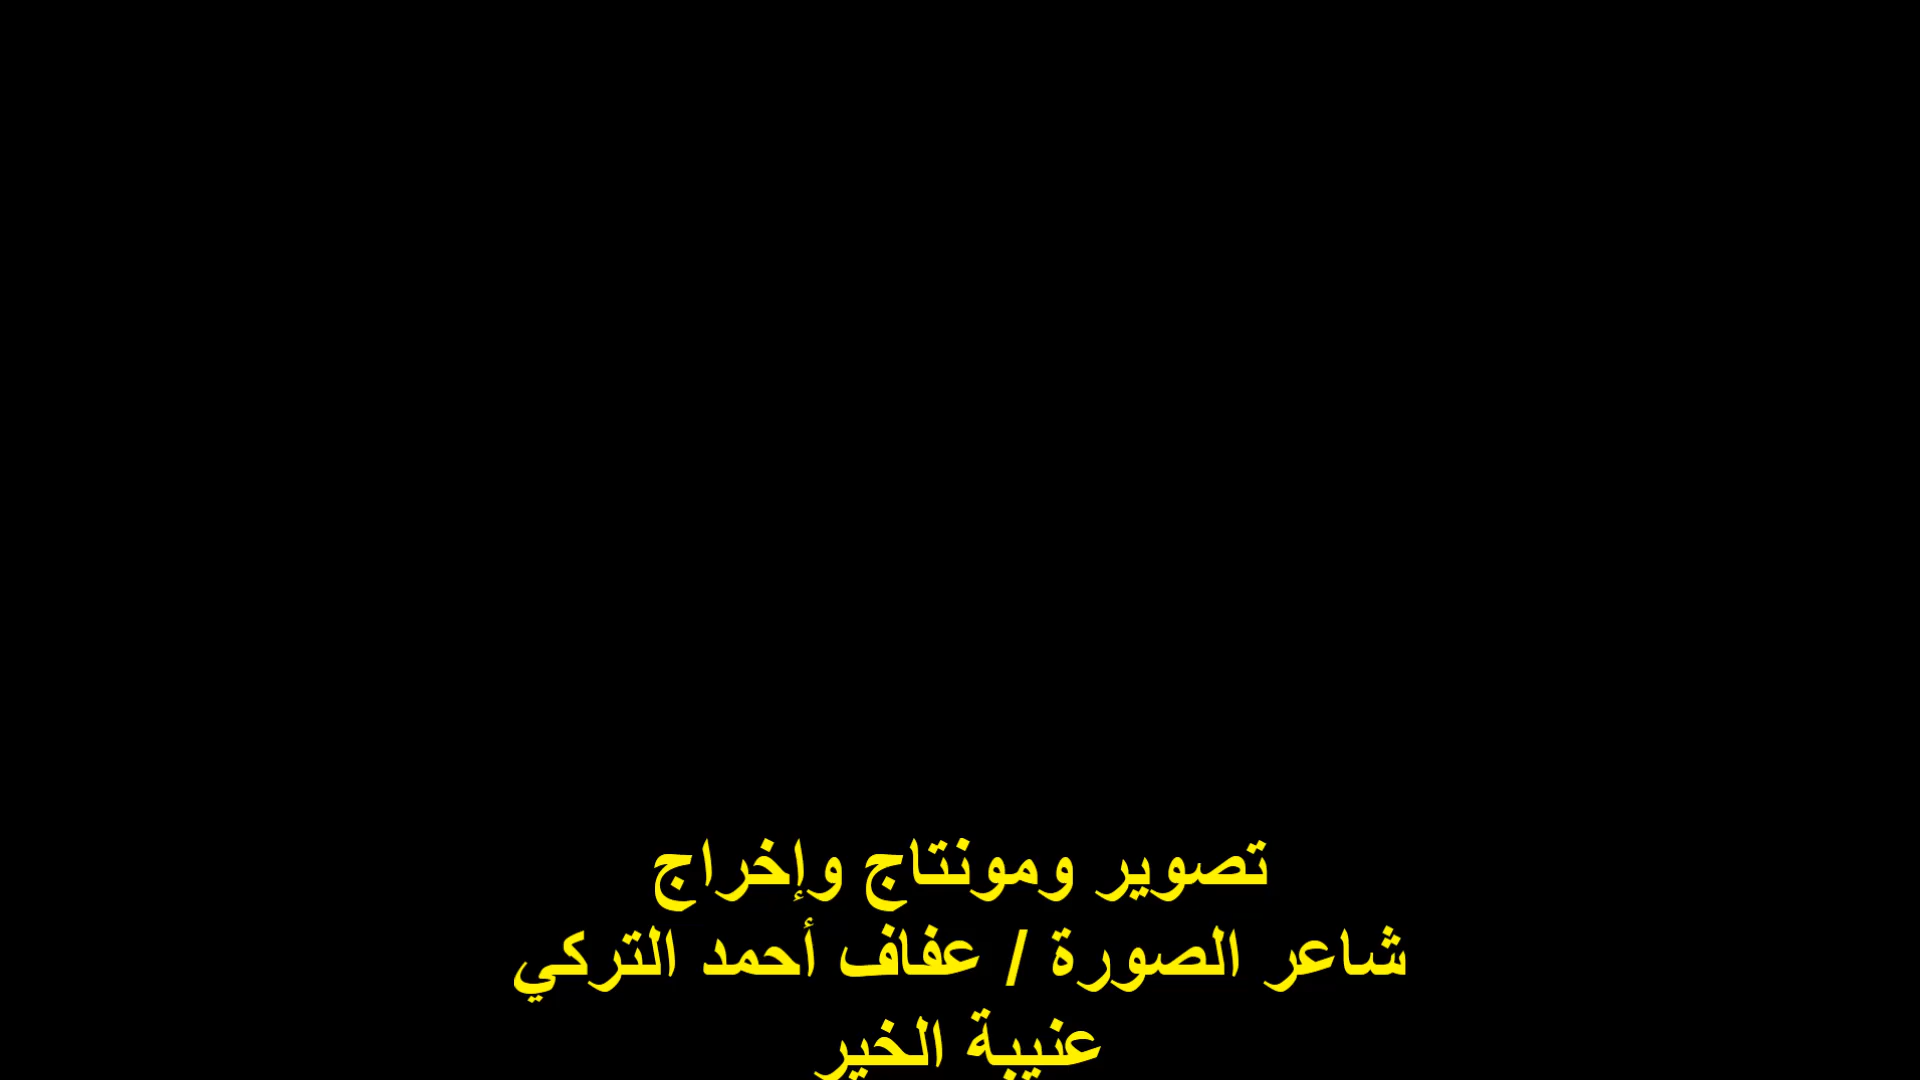 تصوير ومونتاج وإخراج
شاعر الصورة / عفاف أحمد التركي
عنيبة الخير